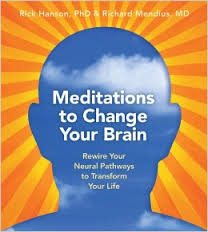 Rick Hanson, PhD & Richard Mendius, MD
Meditations
to Change
Your Brain
Rewire Your
Neural Pathways
to Transform
Your Life